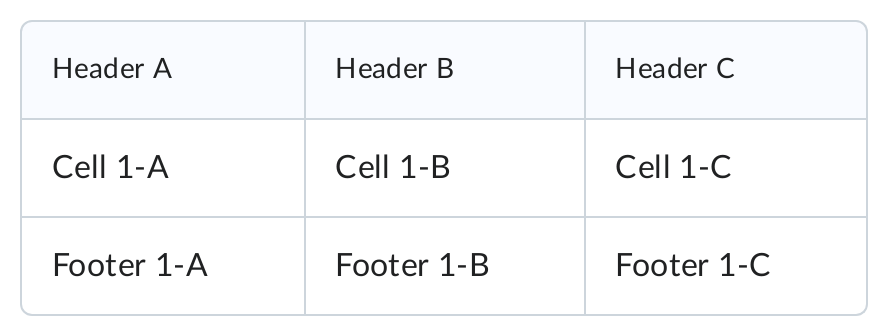 Header A Header B Header C
Cell 1-A Cell 1-B Cell 1-C
Footer 1-A Footer 1-B Footer 1-C